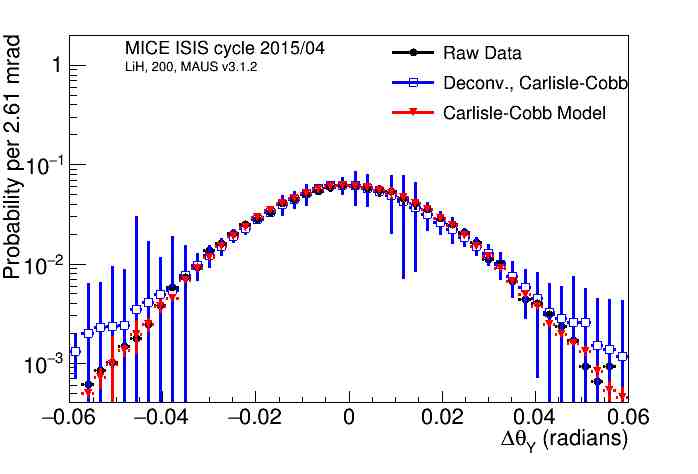 MICE ISIS cycle 2015/04
LiH, 200, MAUS v3.1.2
Raw Data
Deconv., Carlisle-Cobb
Carlisle-Cobb Model
Probability per 2.61 mrad
1
10⁻¹
10⁻²
10⁻³
−0.06 −0.04 −0.02 0 0.02 0.04 0.06
Δθ_Y (radians)